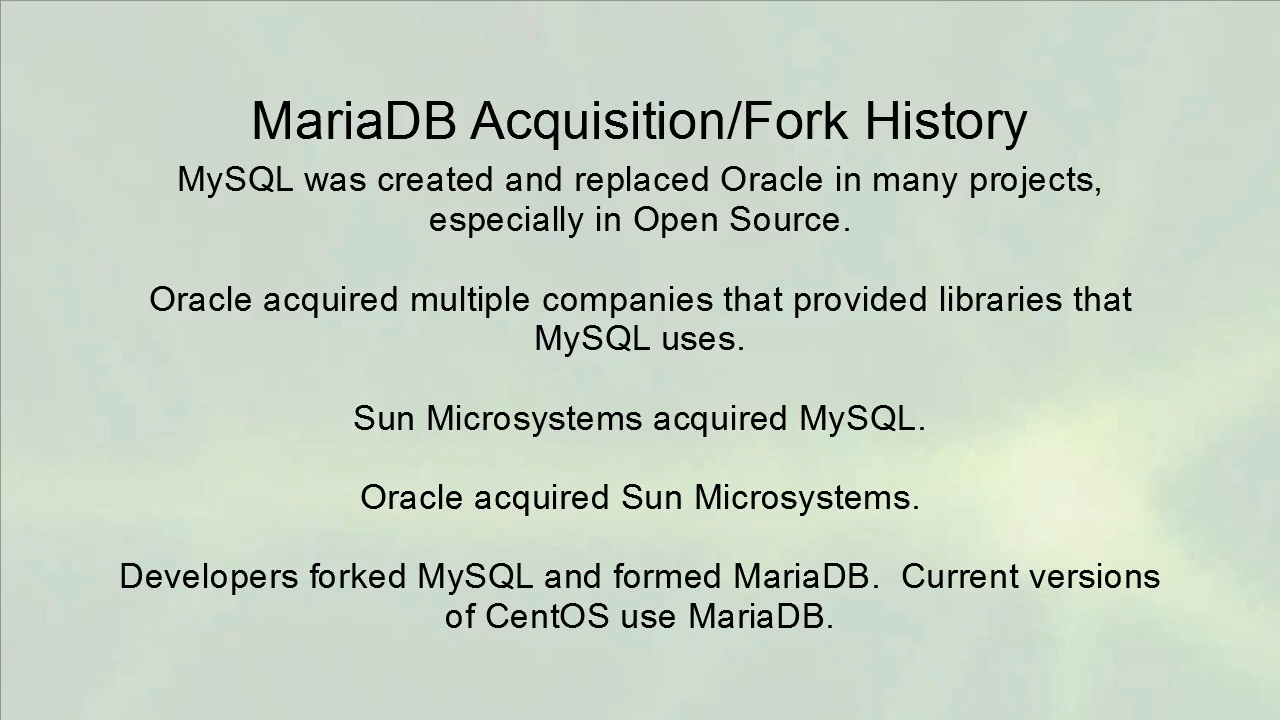 MariaDB Acquisition/Fork History
MySQL was created and replaced Oracle in many projects,
especially in Open Source.
Oracle acquired multiple companies that provided libraries that
MySQL uses.
Sun Microsystems acquired MySQL.
Oracle acquired Sun Microsystems.
Developers forked MySQL and formed MariaDB.  Current versions
of CentOS use MariaDB.